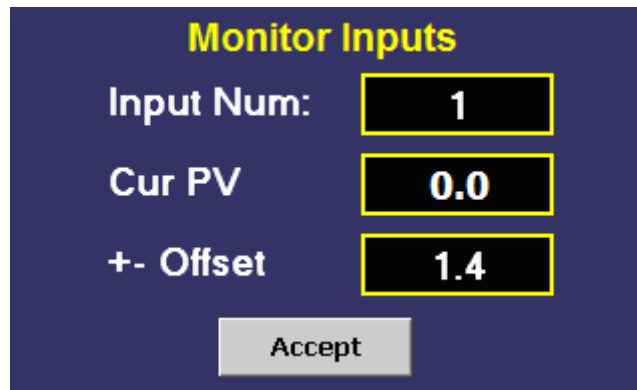 Monitor Inputs
Input Num: 1
Cur PV 0.0
+- Offset 1.4
Accept